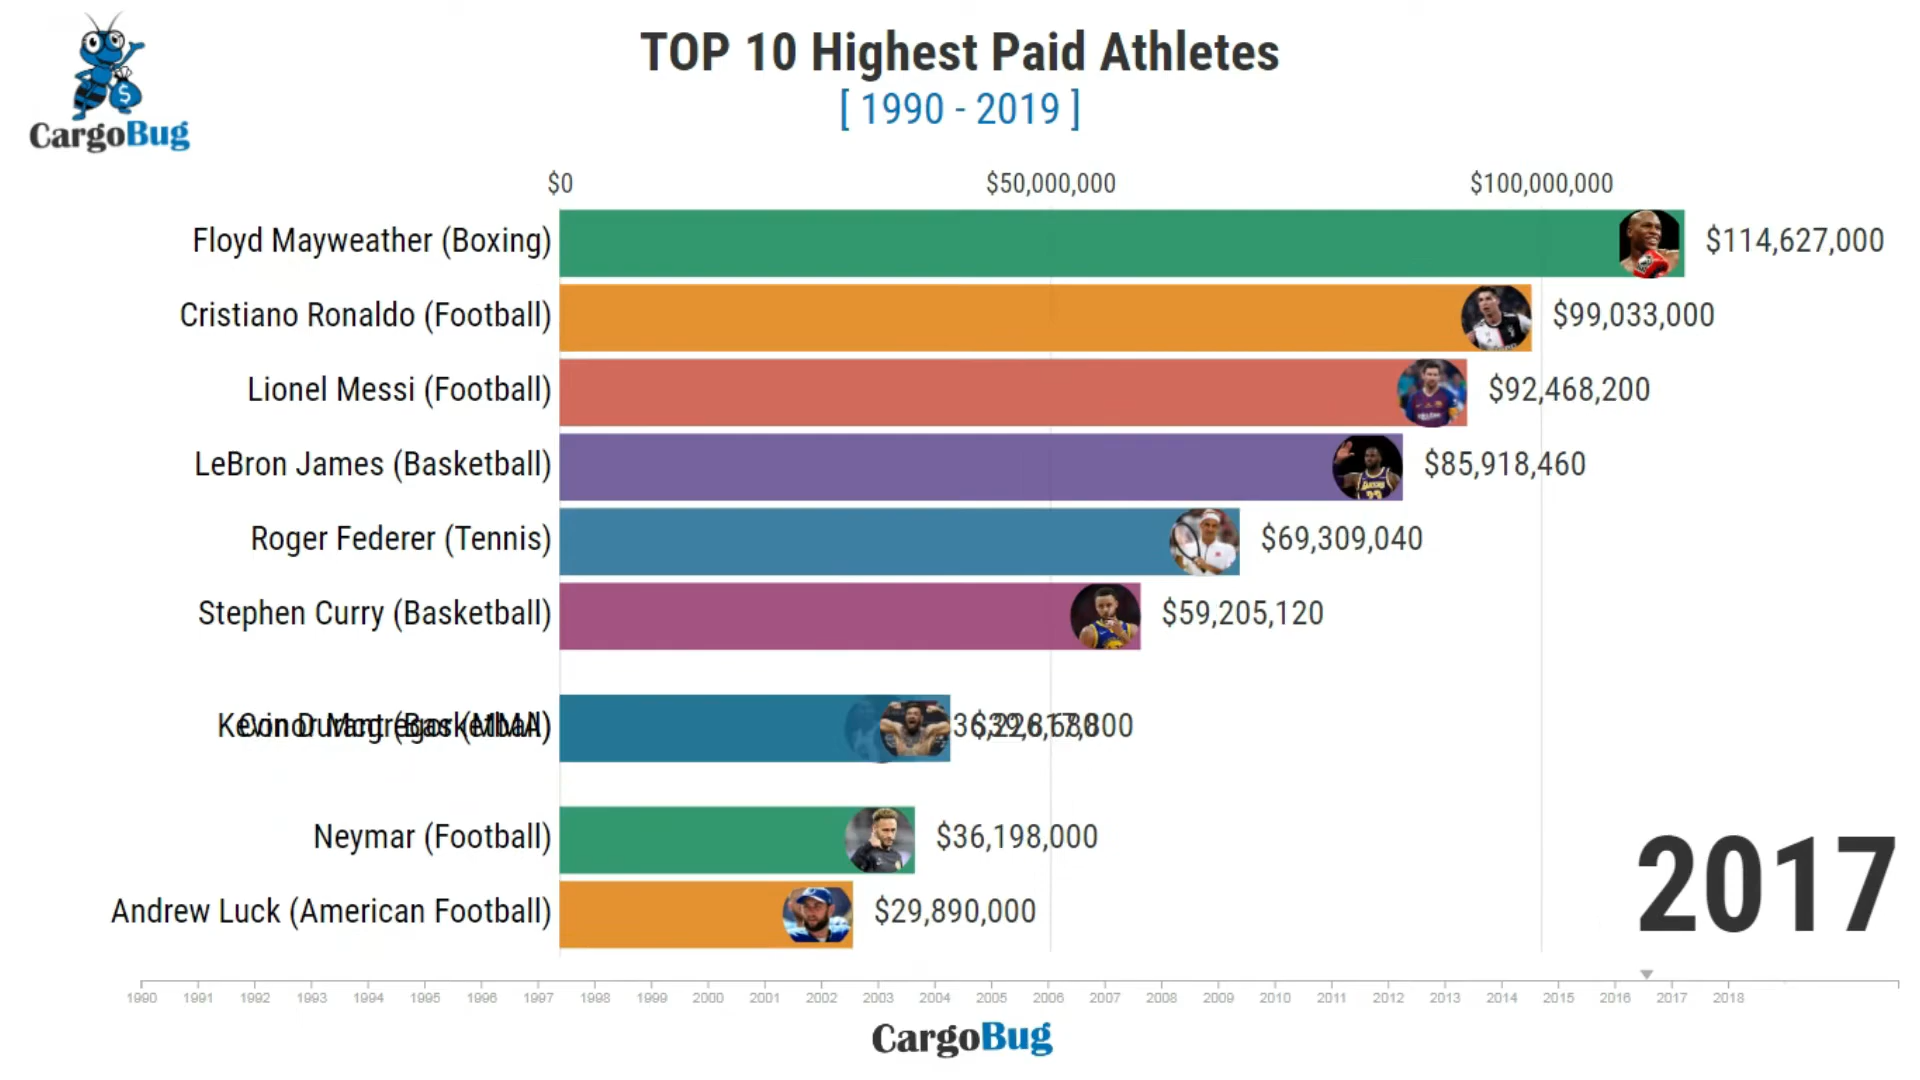 TOP 10 Highest Paid Athletes
[ 1990 - 2019 ]
CargoBug
$0 $50,000,000 $100,000,000
Floyd Mayweather (Boxing) $114,627,000
Cristiano Ronaldo (Football) $99,033,000
Lionel Messi (Football) $92,468,200
LeBron James (Basketball) $85,918,460
Roger Federer (Tennis) $69,309,040
Stephen Curry (Basketball) $59,205,120
Neymar (Football) $36,198,000
Andrew Luck (American Football) $29,890,000
2017
1990 1991 1992 1993 1994 1995 1996 1997 1998 1999 2000 2001 2002 2003 2004 2005 2006 2007 2008 2009 2010 2011 2012 2013 2014 2015 2016 2017 2018
CargoBug